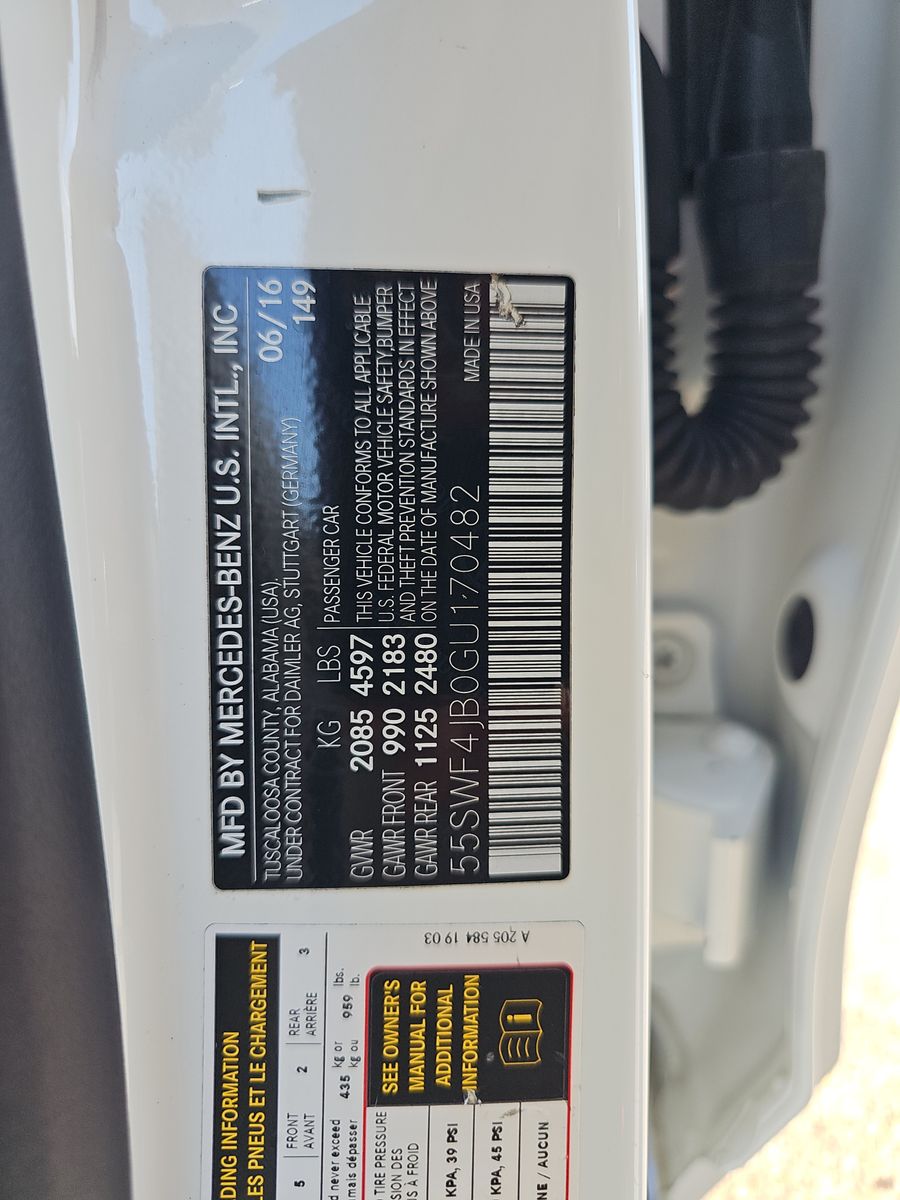 MFD BY MERCEDES-BENZ U.S. INTL., INC
TUSCALOOSA COUNTY, ALABAMA (USA), 06/16
UNDER CONTRACT FOR DAIMLER AG, STUTTGART (GERMANY) 149
KG LBS PASSENGER CAR
GVWR 2085 4597 THIS VEHICLE CONFORMS TO ALL APPLICABLE
GAWR FRONT 990 2183 U.S. FEDERAL MOTOR VEHICLE SAFETY,BUMPER
GAWR REAR 1125 2480 AND THEFT PREVENTION STANDARDS IN EFFECT
ON THE DATE OF MANUFACTURE SHOWN ABOVE
55SWF4JB0GU170482 MADE IN USA
INFORMATION
LES PNEUS ET LE CHARGEMENT
5 FRONT 2 REAR 3
AVANT ARRIÈRE
never exceed 435 kg or 959 lbs.
mais dépasser kg ou lb.
TIRE PRESSURE
DES
À FROID
KPA, 39 PSI
KPA, 45 PSI
/ AUCUN
SEE OWNER'S
MANUAL FOR
ADDITIONAL
INFORMATION
A 205 584 19 03